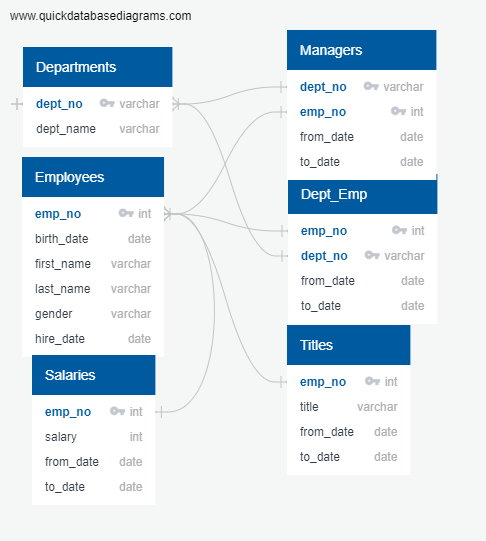 www.quickdatabasediagrams.com
Departments
dept_no varchar
dept_name varchar
Employees
emp_no int
birth_date date
first_name varchar
last_name varchar
gender varchar
hire_date date
Salaries
emp_no int
salary int
from_date date
to_date date
Managers
dept_no varchar
emp_no int
from_date date
to_date date
Dept_Emp
emp_no int
dept_no varchar
from_date date
to_date date
Titles
emp_no int
title varchar
from_date date
to_date date